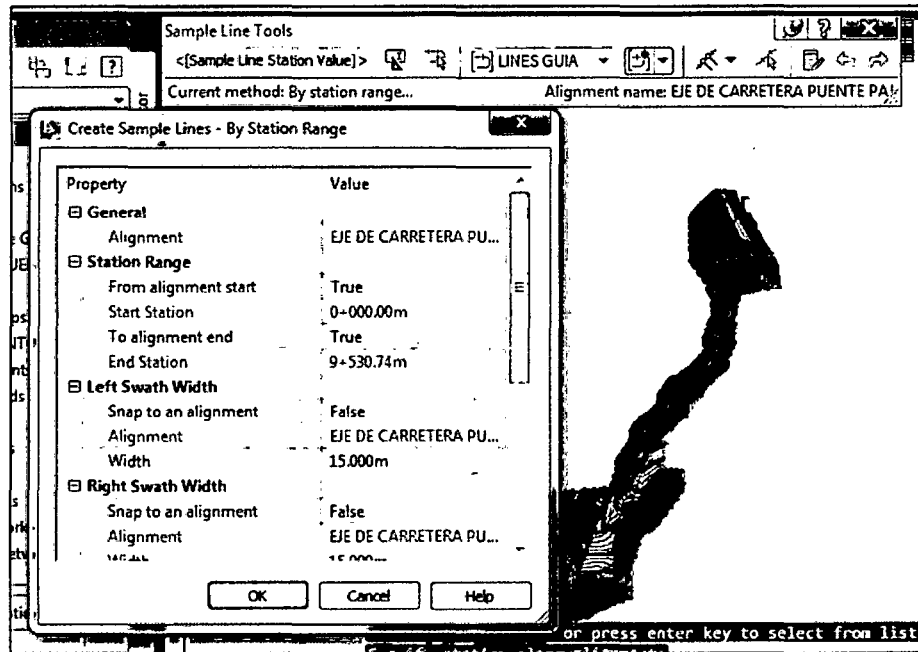 Sample Line Tools
<[Sample Line Station Value]>
LINES GUIA
Current method: By station range...
Alignment name: EJE DE CARRETERA PUENTE PA
Create Sample Lines - By Station Range
Property Value
General
Alignment EJE DE CARRETERA PU...
Station Range
From alignment start True
Start Station 0+000.00m
To alignment end True
End Station 9+530.74m
Left Swath Width
Snap to an alignment False
Alignment EJE DE CARRETERA PU...
Width 15.000m
Right Swath Width
Snap to an alignment False
Alignment EJE DE CARRETERA PU...
OK Cancel Help
or press enter key to select from list